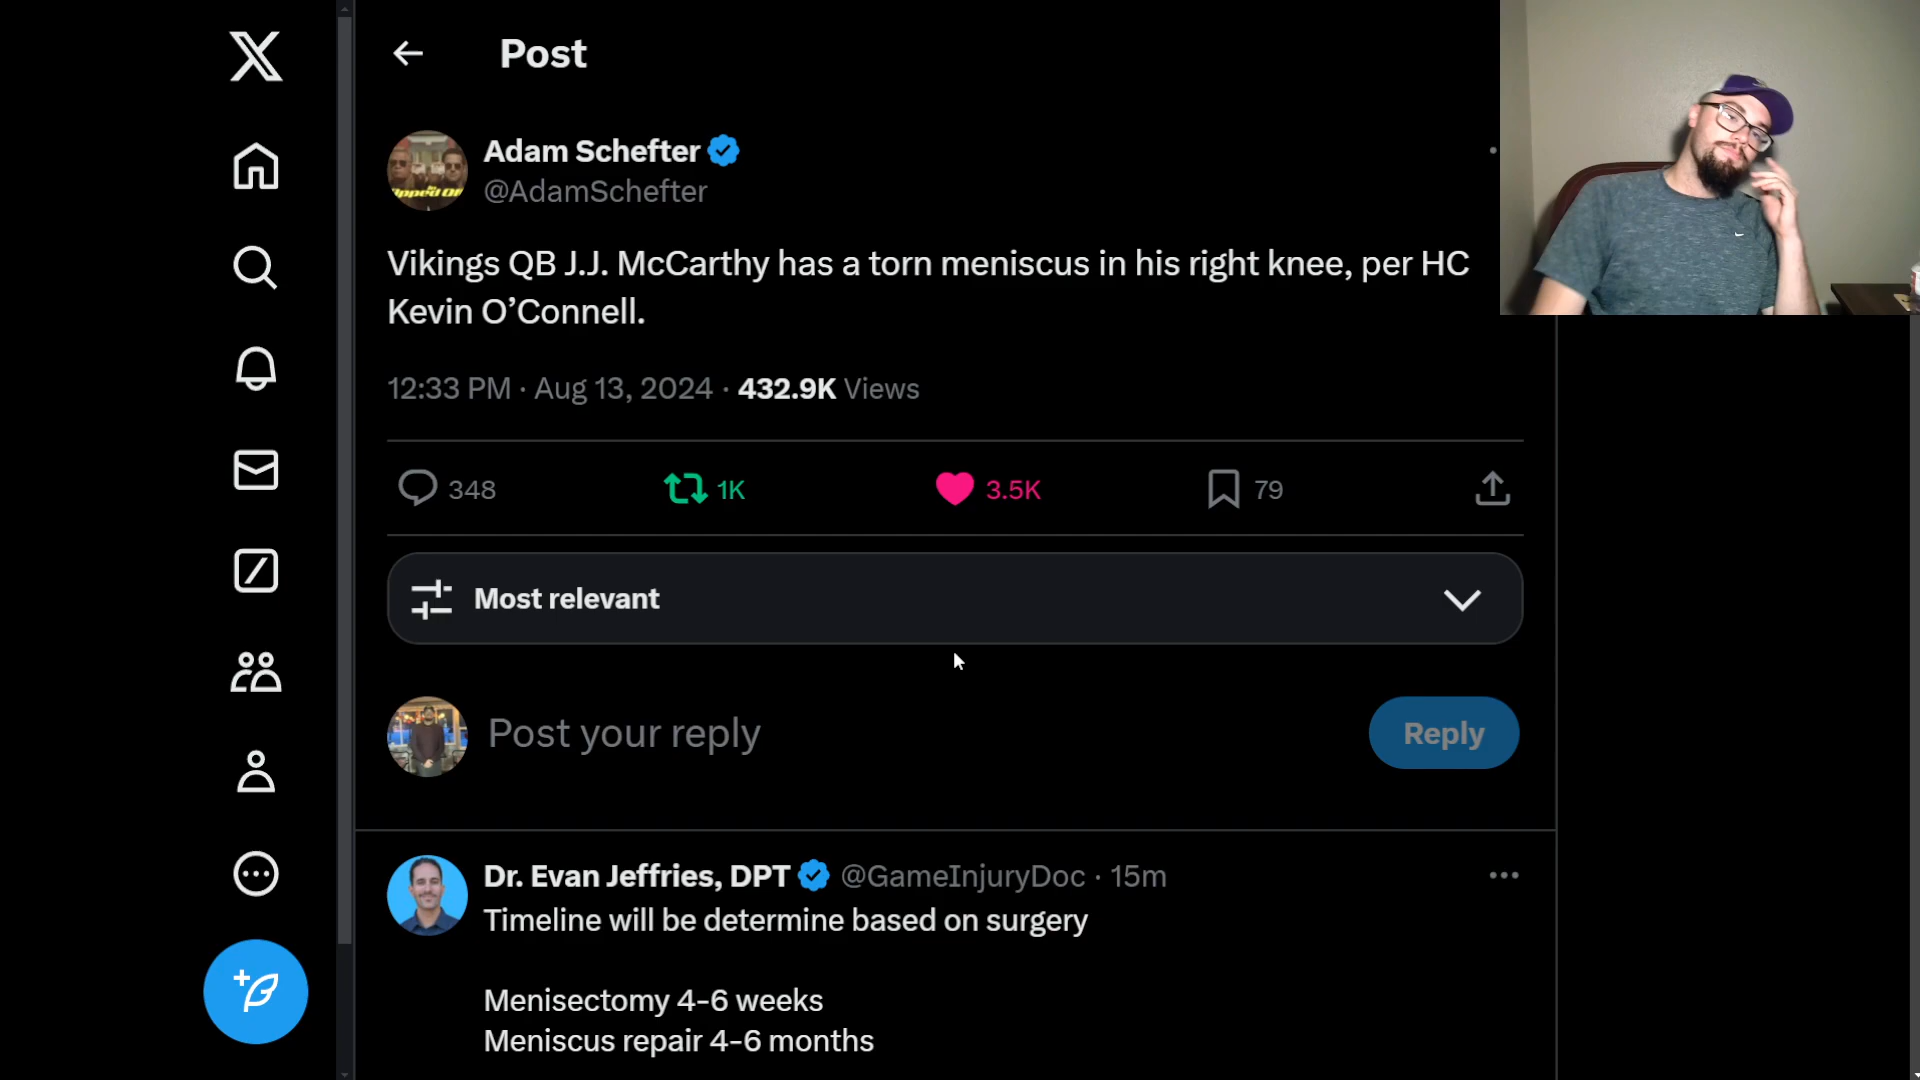 Post
Adam Schefter
@AdamSchefter
Vikings QB J.J. McCarthy has a torn meniscus in his right knee, per HC
Kevin O’Connell.
12:33 PM · Aug 13, 2024 · 432.9K Views
348 1K 3.5K 79
Most relevant
Post your reply
Reply
Dr. Evan Jeffries, DPT @GameInjuryDoc · 15m
Timeline will be determine based on surgery
Menisectomy 4-6 weeks
Meniscus repair 4-6 months